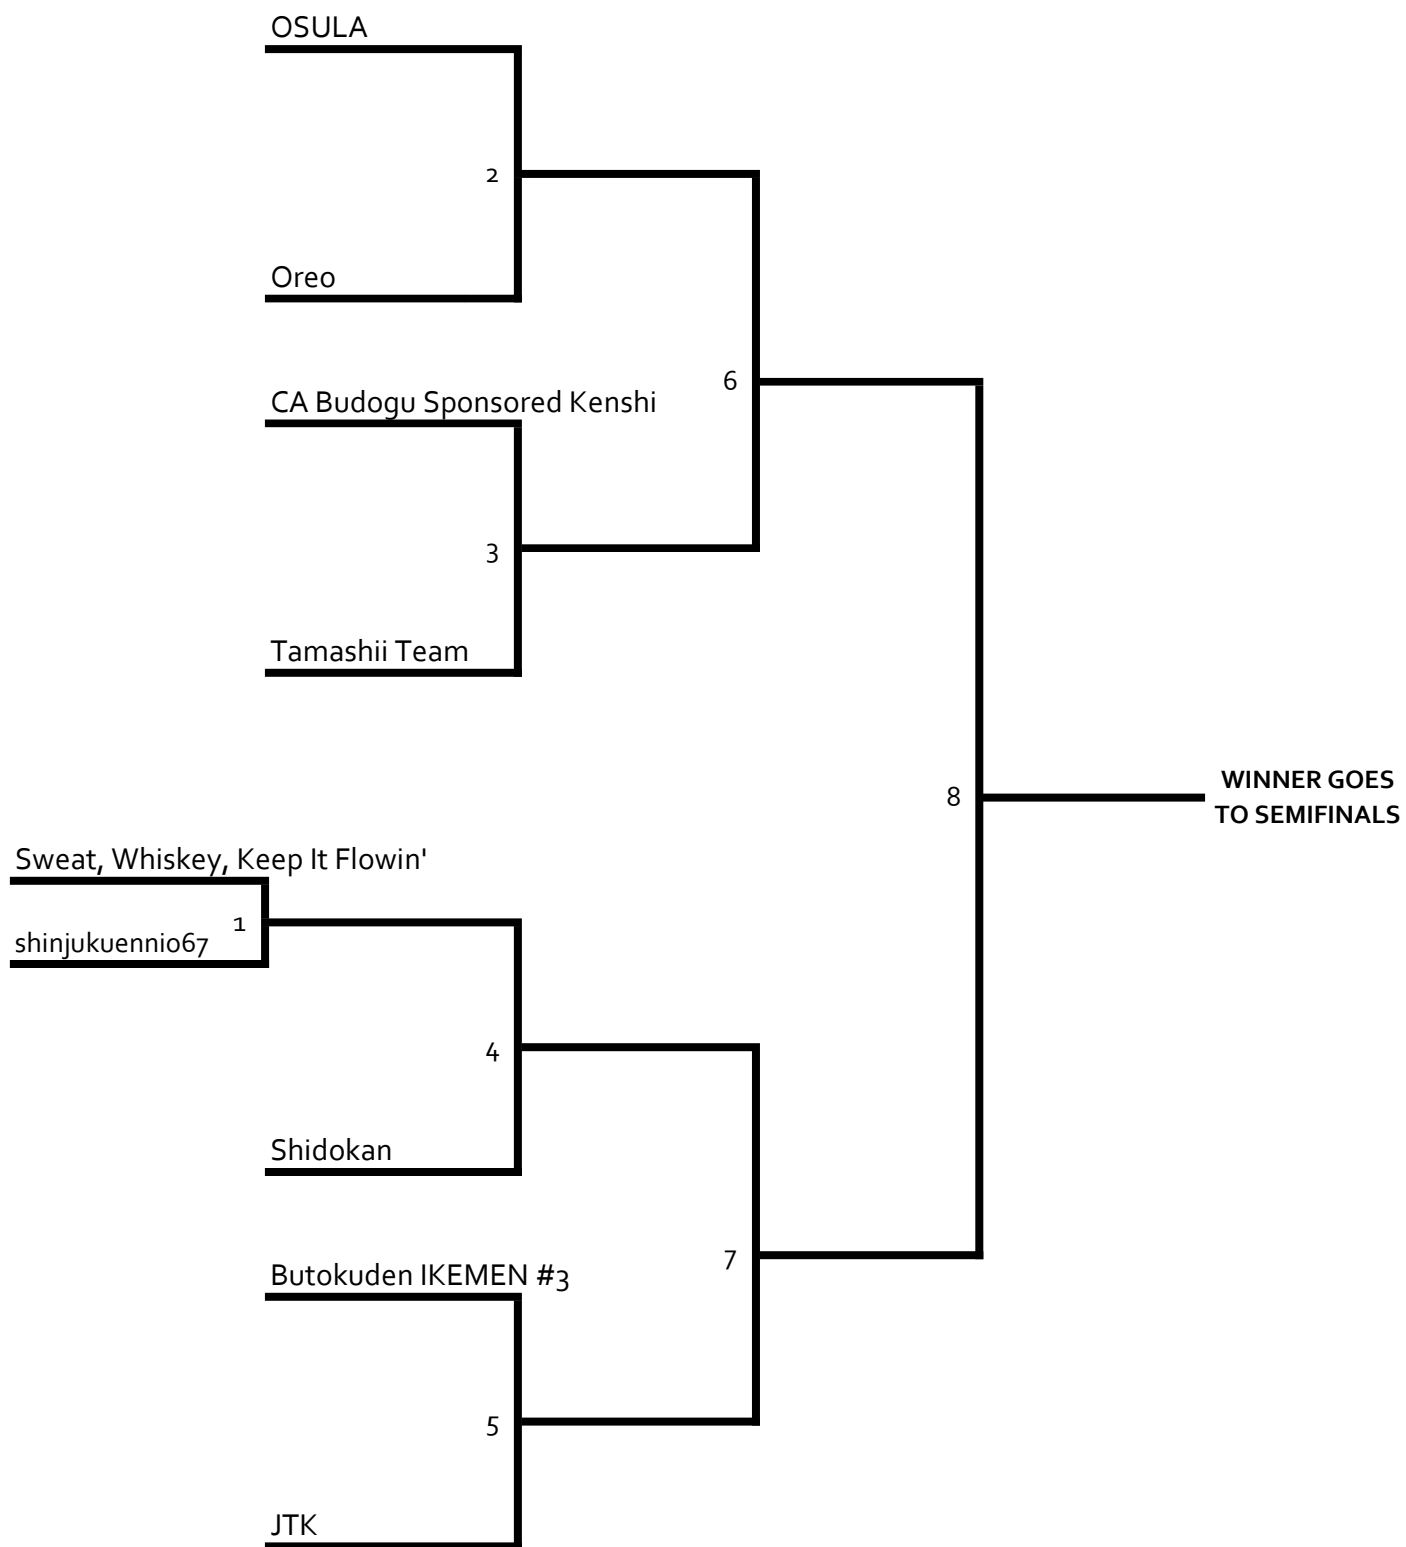 OSULA
2
Oreo
6
CA Budogu Sponsored Kenshi
3
Tamashii Team
WINNER GOES
8
TO SEMIFINALS
Sweat, Whiskey, Keep It Flowin'
1
shinjukuennio67
4
Shidokan
7
Butokuden IKEMEN #3
5
JTK